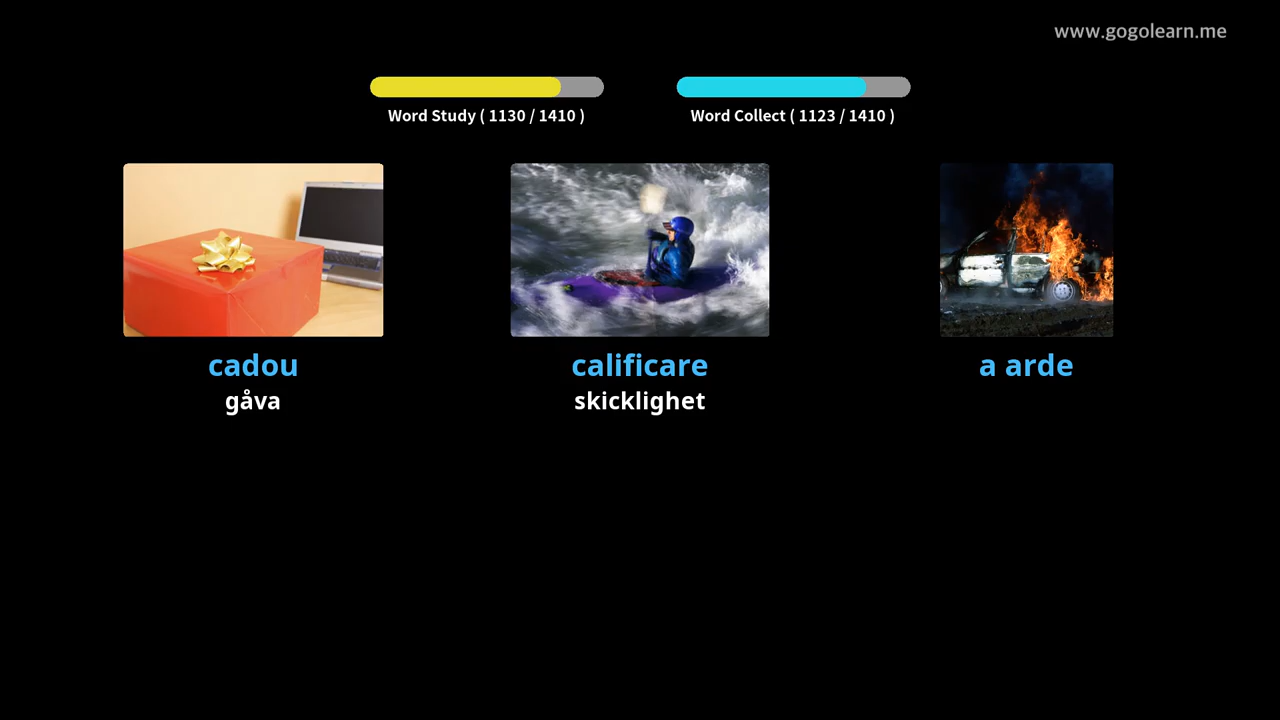 www.gogolearn.me
Word Study ( 1130 / 1410 )
Word Collect ( 1123 / 1410 )
cadou
gåva
calificare
skicklighet
a arde